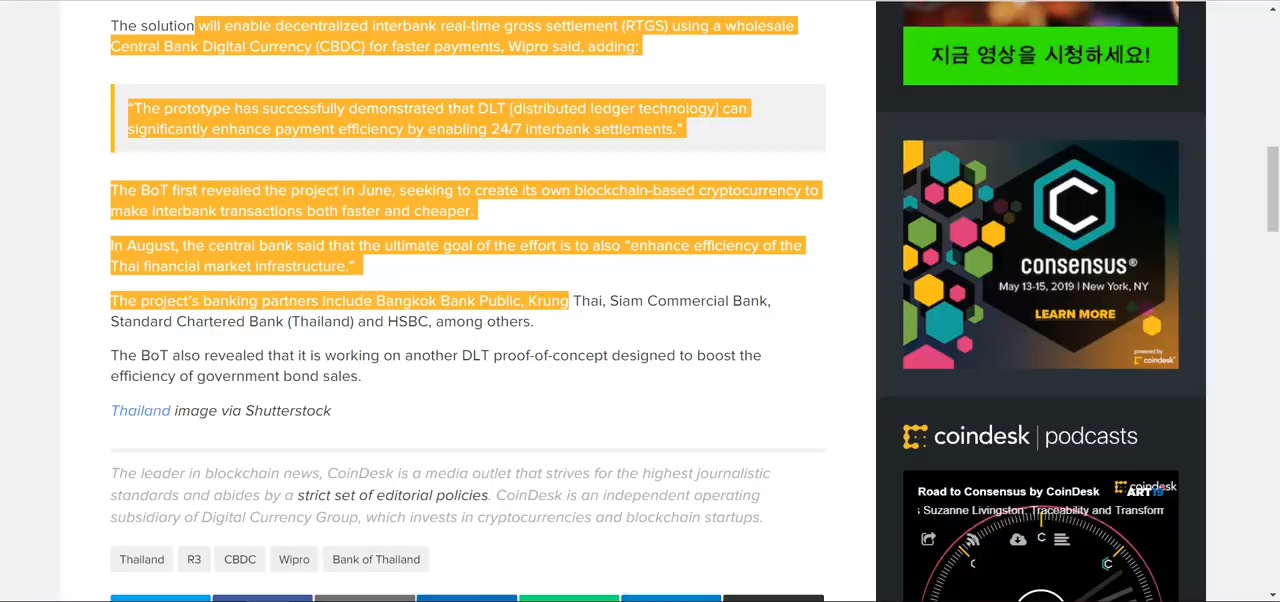 The solution will enable decentralized interbank real-time gross settlement (RTGS) using a wholesale
Central Bank Digital Currency (CBDC) for faster payments, Wipro said, adding:
“The prototype has successfully demonstrated that DLT [distributed ledger technology] can
significantly enhance payment efficiency by enabling 24/7 interbank settlements.”
The BoT first revealed the project in June, seeking to create its own blockchain-based cryptocurrency to
make interbank transactions both faster and cheaper.
In August, the central bank said that the ultimate goal of the effort is to also “enhance efficiency of the
Thai financial market infrastructure.”
The project’s banking partners include Bangkok Bank Public, Krung Thai, Siam Commercial Bank,
Standard Chartered Bank (Thailand) and HSBC, among others.
The BoT also revealed that it is working on another DLT proof-of-concept designed to boost the
efficiency of government bond sales.
Thailand image via Shutterstock
The leader in blockchain news, CoinDesk is a media outlet that strives for the highest journalistic
standards and abides by a strict set of editorial policies. CoinDesk is an independent operating
subsidiary of Digital Currency Group, which invests in cryptocurrencies and blockchain startups.
Thailand R3 CBDC Wipro Bank of Thailand
지금 영상을 시청하세요!
consensus®
May 13-15, 2019 | New York, NY
LEARN MORE
powered by
coindesk
coindesk | podcasts
Road to Consensus by CoinDesk
coindesk
ART19
Suzanne Livingston, Traceability and Transform